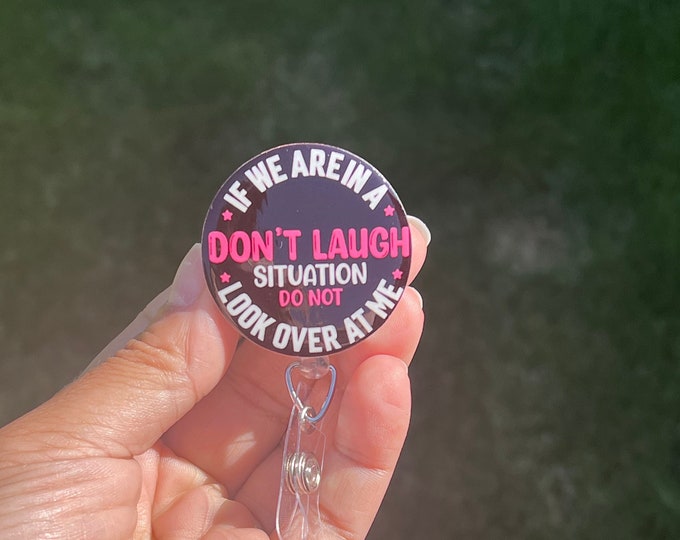 IF WE ARE IN A
DON'T LAUGH
SITUATION
DO NOT
LOOK OVER AT ME